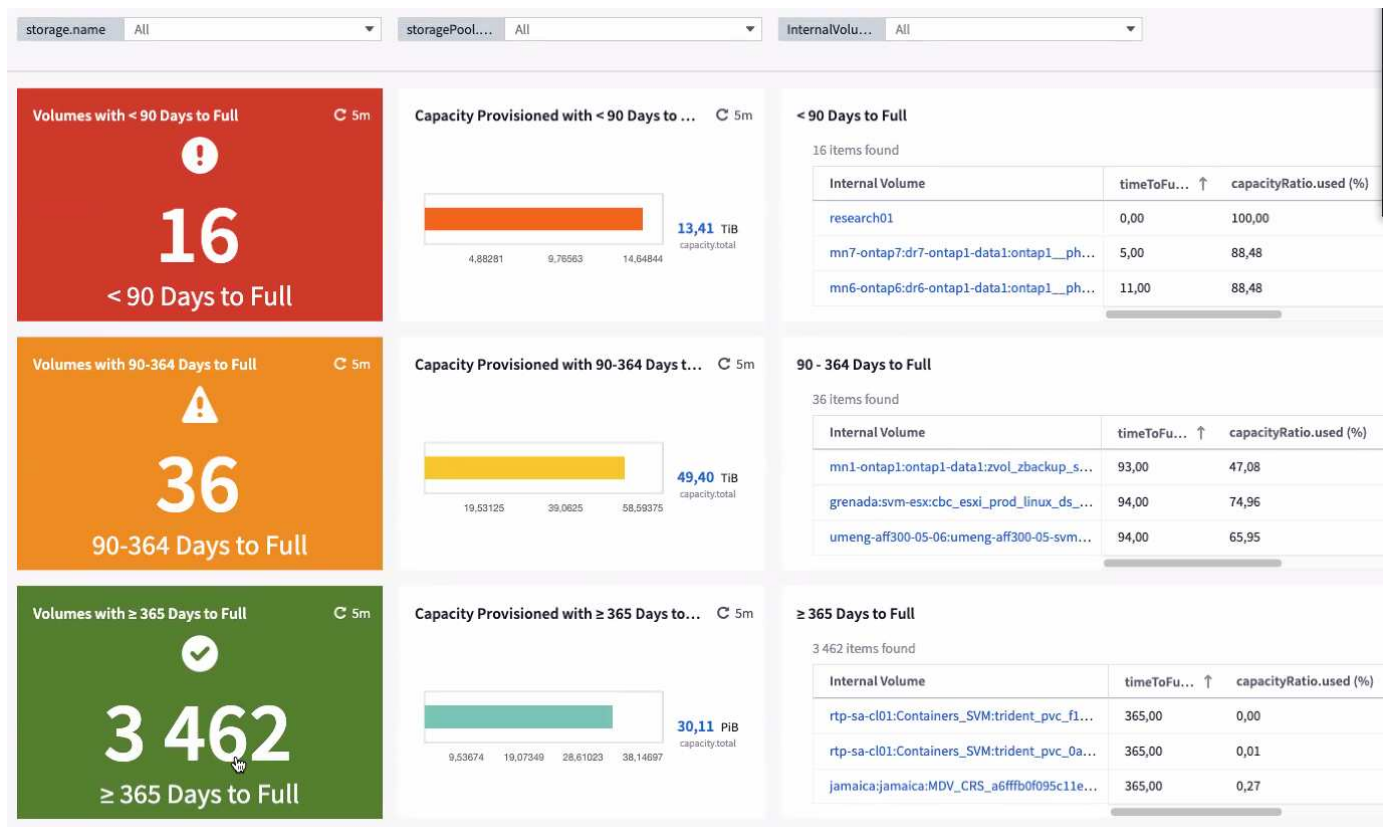 storage.name All storagePool.... All InternalVolu... All
Volumes with < 90 Days to Full 5m
16
< 90 Days to Full
Capacity Provisioned with < 90 Days to ... 5m
13,41 TiB
capacity.total
4,88281 9,76563 14,64844
< 90 Days to Full
16 items found
Internal Volume timeToFu... ↑ capacityRatio.used (%)
research01 0,00 100,00
mn7-ontap7:dr7-ontap1-data1:ontap1__ph... 5,00 88,48
mn6-ontap6:dr6-ontap1-data1:ontap1__ph... 11,00 88,48
Volumes with 90-364 Days to Full 5m
36
90-364 Days to Full
Capacity Provisioned with 90-364 Days t... 5m
49,40 TiB
capacity.total
19,53125 39,0625 58,59375
90 - 364 Days to Full
36 items found
Internal Volume timeToFu... ↑ capacityRatio.used (%)
mn1-ontap1:ontap1-data1:zvol_zbackup_s... 93,00 47,08
grenada:svm-esx:cbc_esxi_prod_linux_ds_... 94,00 74,96
umeng-aff300-05-06:umeng-aff300-05-svm... 94,00 65,95
Volumes with ≥ 365 Days to Full 5m
3 462
≥ 365 Days to Full
Capacity Provisioned with ≥ 365 Days to... 5m
30,11 PiB
capacity.total
9,53674 19,07349 28,61023 38,14697
≥ 365 Days to Full
3 462 items found
Internal Volume timeToFu... ↑ capacityRatio.used (%)
rtp-sa-cl01:Containers_SVM:trident_pvc_f1... 365,00 0,00
rtp-sa-cl01:Containers_SVM:trident_pvc_0a... 365,00 0,01
jamaica:jamaica:MDV_CRS_a6fffb0f095c11e... 365,00 0,27